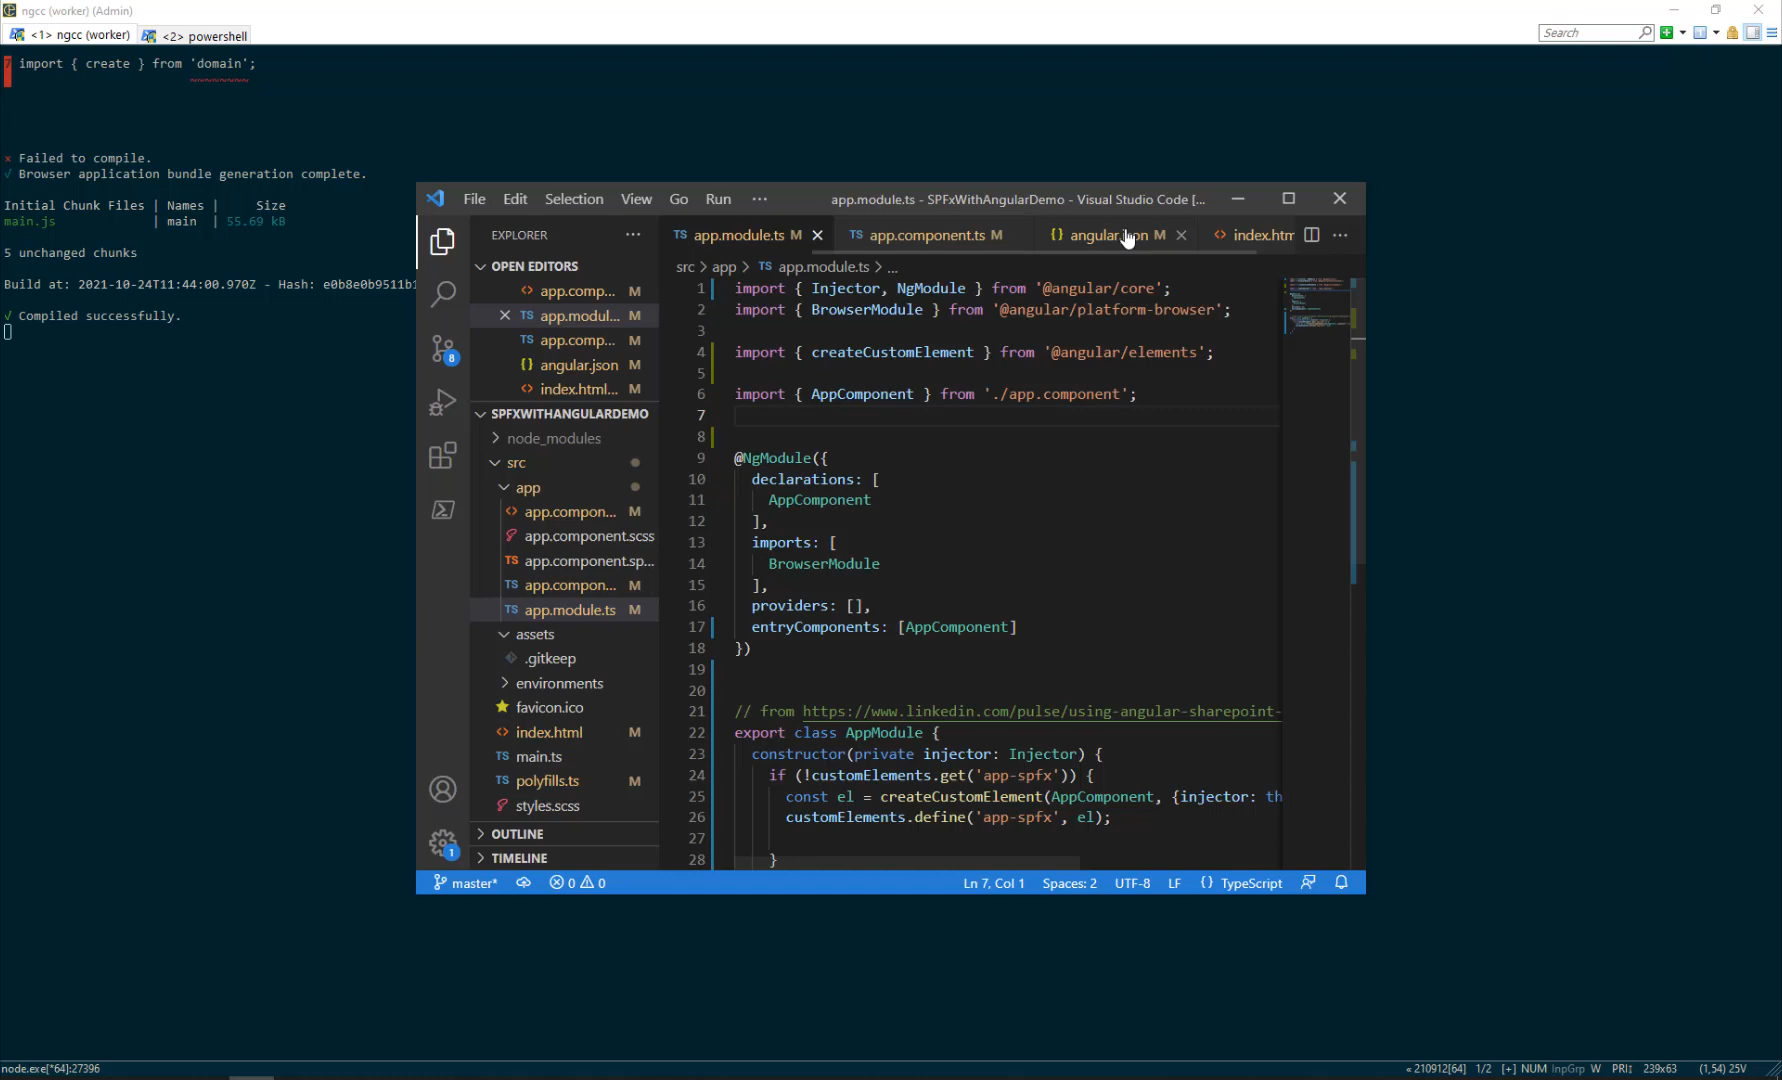 ngcc (worker) (Admin)
<1> ngcc (worker)
<2> powershell
Search
7 import { create } from 'domain';
~~~~~~~~
× Failed to compile.
√ Browser application bundle generation complete.
Initial Chunk Files | Names | Size
main.js | main | 55.69 kB
5 unchanged chunks
Build at: 2021-10-24T11:44:00.970Z - Hash: e0b8e0b9511b1
√ Compiled successfully.
File Edit Selection View Go Run ··· app.module.ts - SPFxWithAngularDemo - Visual Studio Code [...
EXPLORER ···
TS app.module.ts M
TS app.component.ts M
{} angular.json M
<> index.htm
···
OPEN EDITORS
<> app.comp... M
TS app.modul... M
TS app.comp... M
{} angular.json M
<> index.html... M
SPFXWITHANGULARDEMO
node_modules
src
app
<> app.compon... M
app.component.scss
TS app.component.sp...
TS app.compon... M
TS app.module.ts M
assets
.gitkeep
environments
favicon.ico
<> index.html M
TS main.ts
TS polyfills.ts M
styles.scss
OUTLINE
TIMELINE
8
1
src > app > TS app.module.ts > ...
1 import { Injector, NgModule } from '@angular/core';
2 import { BrowserModule } from '@angular/platform-browser';
3
4 import { createCustomElement } from '@angular/elements';
5
6 import { AppComponent } from './app.component';
7
8
9 @NgModule({
10 declarations: [
11 AppComponent
12 ],
13 imports: [
14 BrowserModule
15 ],
16 providers: [],
17 entryComponents: [AppComponent]
18 })
19
20
21 // from https://www.linkedin.com/pulse/using-angular-sharepoint-
22 export class AppModule {
23 constructor(private injector: Injector) {
24 if (!customElements.get('app-spfx')) {
25 const el = createCustomElement(AppComponent, {injector: th
26 customElements.define('app-spfx', el);
27
28 }
master* 0 0 Ln 7, Col 1 Spaces: 2 UTF-8 LF {} TypeScript
node.exe[*64]:27396
« 210912[64] 1/2 [+] NUM InpGrp W PRI↕ 239x63 (1,54) 25V